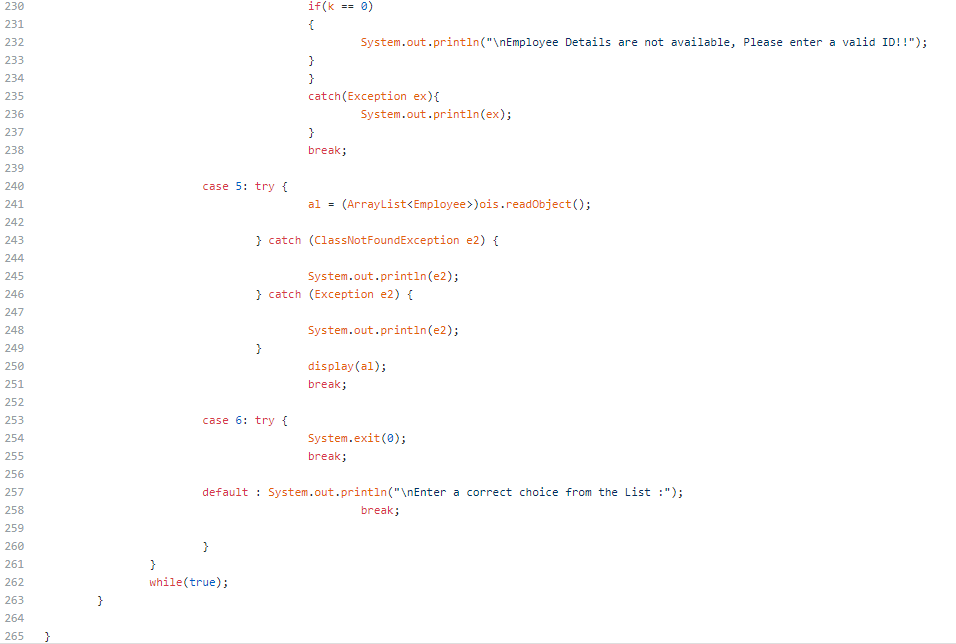 230 if(k == 0)
231 {
232 System.out.println("\nEmployee Details are not available, Please enter a valid ID!!");
233 }
234 }
235 catch(Exception ex){
236 System.out.println(ex);
237 }
238 break;
239
240 case 5: try {
241 al = (ArrayList<Employee>)ois.readObject();
242
243 } catch (ClassNotFoundException e2) {
244
245 System.out.println(e2);
246 } catch (Exception e2) {
247
248 System.out.println(e2);
249 }
250 display(al);
251 break;
252
253 case 6: try {
254 System.exit(0);
255 break;
256
257 default : System.out.println("\nEnter a correct choice from the List :");
258 break;
259
260 }
261 }
262 while(true);
263 }
264
265 }